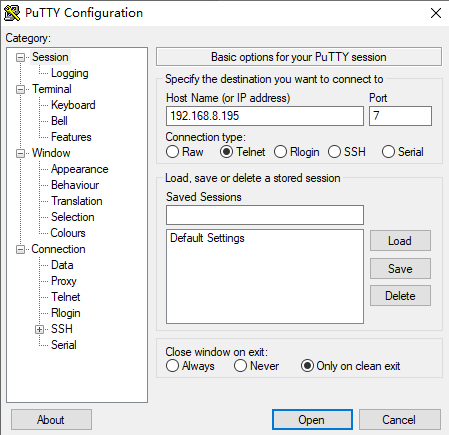 PuTTY Configuration
Category:
Session
Logging
Terminal
Keyboard
Bell
Features
Window
Appearance
Behaviour
Translation
Selection
Colours
Connection
Data
Proxy
Telnet
Rlogin
SSH
Serial
Basic options for your PuTTY session
Specify the destination you want to connect to
Host Name (or IP address) Port
192.168.8.195 7
Connection type:
Raw Telnet Rlogin SSH Serial
Load, save or delete a stored session
Saved Sessions
Default Settings
Load
Save
Delete
Close window on exit:
Always Never Only on clean exit
About Open Cancel